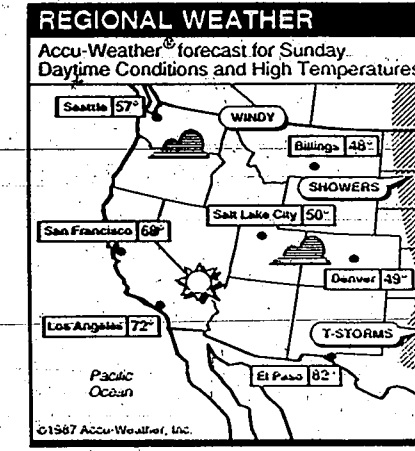 REGIONAL WEATHER
Accu-Weather® forecast for Sunday
Daytime Conditions and High Temperatures
Seattle 57°
WINDY
Billings 48°
SHOWERS
Salt Lake City 50°
San Francisco 68°
Denver 49°
Los Angeles 72°
T-STORMS
El Paso 82°
Pacific
Ocean
©1987 Accu-Weather, Inc.